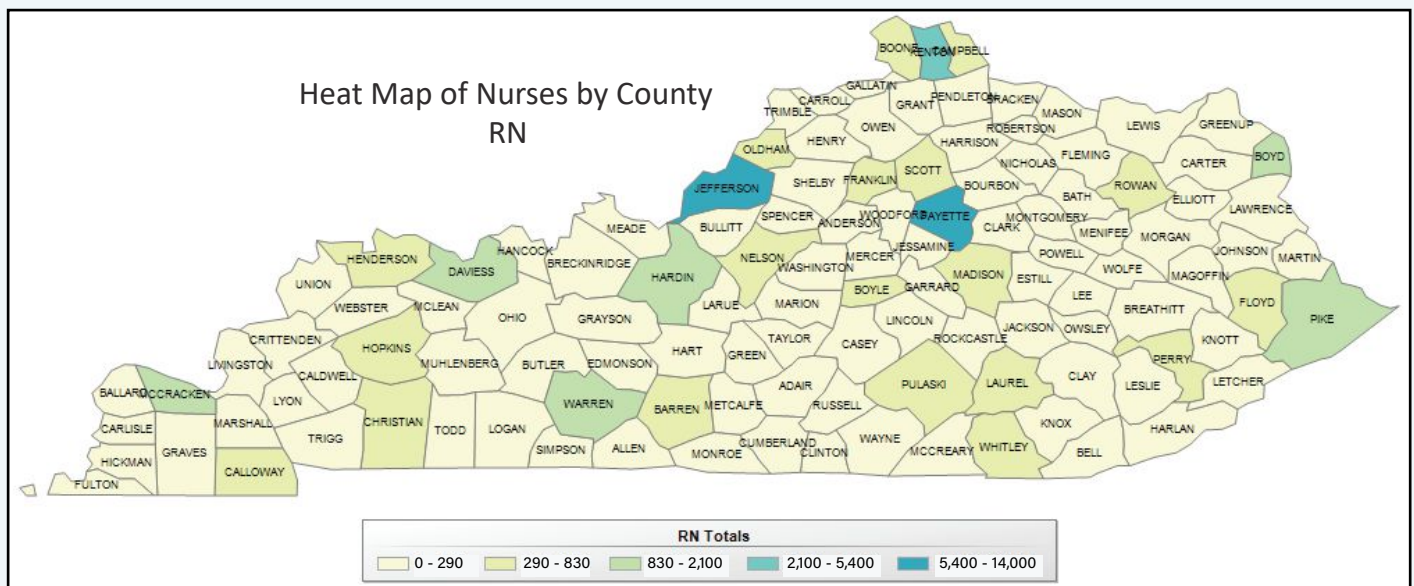 Heat Map of Nurses by County
RN
BOONE
KENTON
CAMPBELL
GALLATIN
CARROLL
TRIMBLE
GRANT
PENDLETON
BRACKEN
MASON
OWEN
ROBERTSON
LEWIS
GREENUP
OLDHAM
HENRY
HARRISON
FLEMING
NICHOLAS
CARTER
BOYD
JEFFERSON
SHELBY
FRANKLIN
SCOTT
BOURBON
BATH
ROWAN
ELLIOTT
LAWRENCE
SPENCER
ANDERSON
WOODFORD
FAYETTE
CLARK
MONTGOMERY
MENIFEE
MORGAN
MEADE
BULLITT
JESSAMINE
POWELL
JOHNSON
MARTIN
HANCOCK
BRECKINRIDGE
NELSON
WASHINGTON
MERCER
WOLFE
MAGOFFIN
HENDERSON
DAVIESS
HARDIN
MADISON
ESTILL
UNION
BOYLE
GARRARD
LEE
FLOYD
WEBSTER
MCLEAN
OHIO
GRAYSON
LARUE
MARION
LINCOLN
BREATHITT
PIKE
CRITTENDEN
ROCKCASTLE
JACKSON
OWSLEY
KNOTT
HOPKINS
HART
TAYLOR
CASEY
PERRY
LIVINGSTON
CALDWELL
MUHLENBERG
BUTLER
EDMONSON
GREEN
BALLARD
MCCRACKEN
LYON
WARREN
BARREN
METCALFE
ADAIR
RUSSELL
PULASKI
LAUREL
CLAY
LESLIE
LETCHER
CARLISLE
MARSHALL
CHRISTIAN
TODD
LOGAN
KNOX
HARLAN
GRAVES
TRIGG
SIMPSON
ALLEN
MONROE
CUMBERLAND
CLINTON
WAYNE
MCCREARY
WHITLEY
BELL
HICKMAN
CALLOWAY
FULTON
RN Totals
0 - 290 290 - 830 830 - 2,100 2,100 - 5,400 5,400 - 14,000